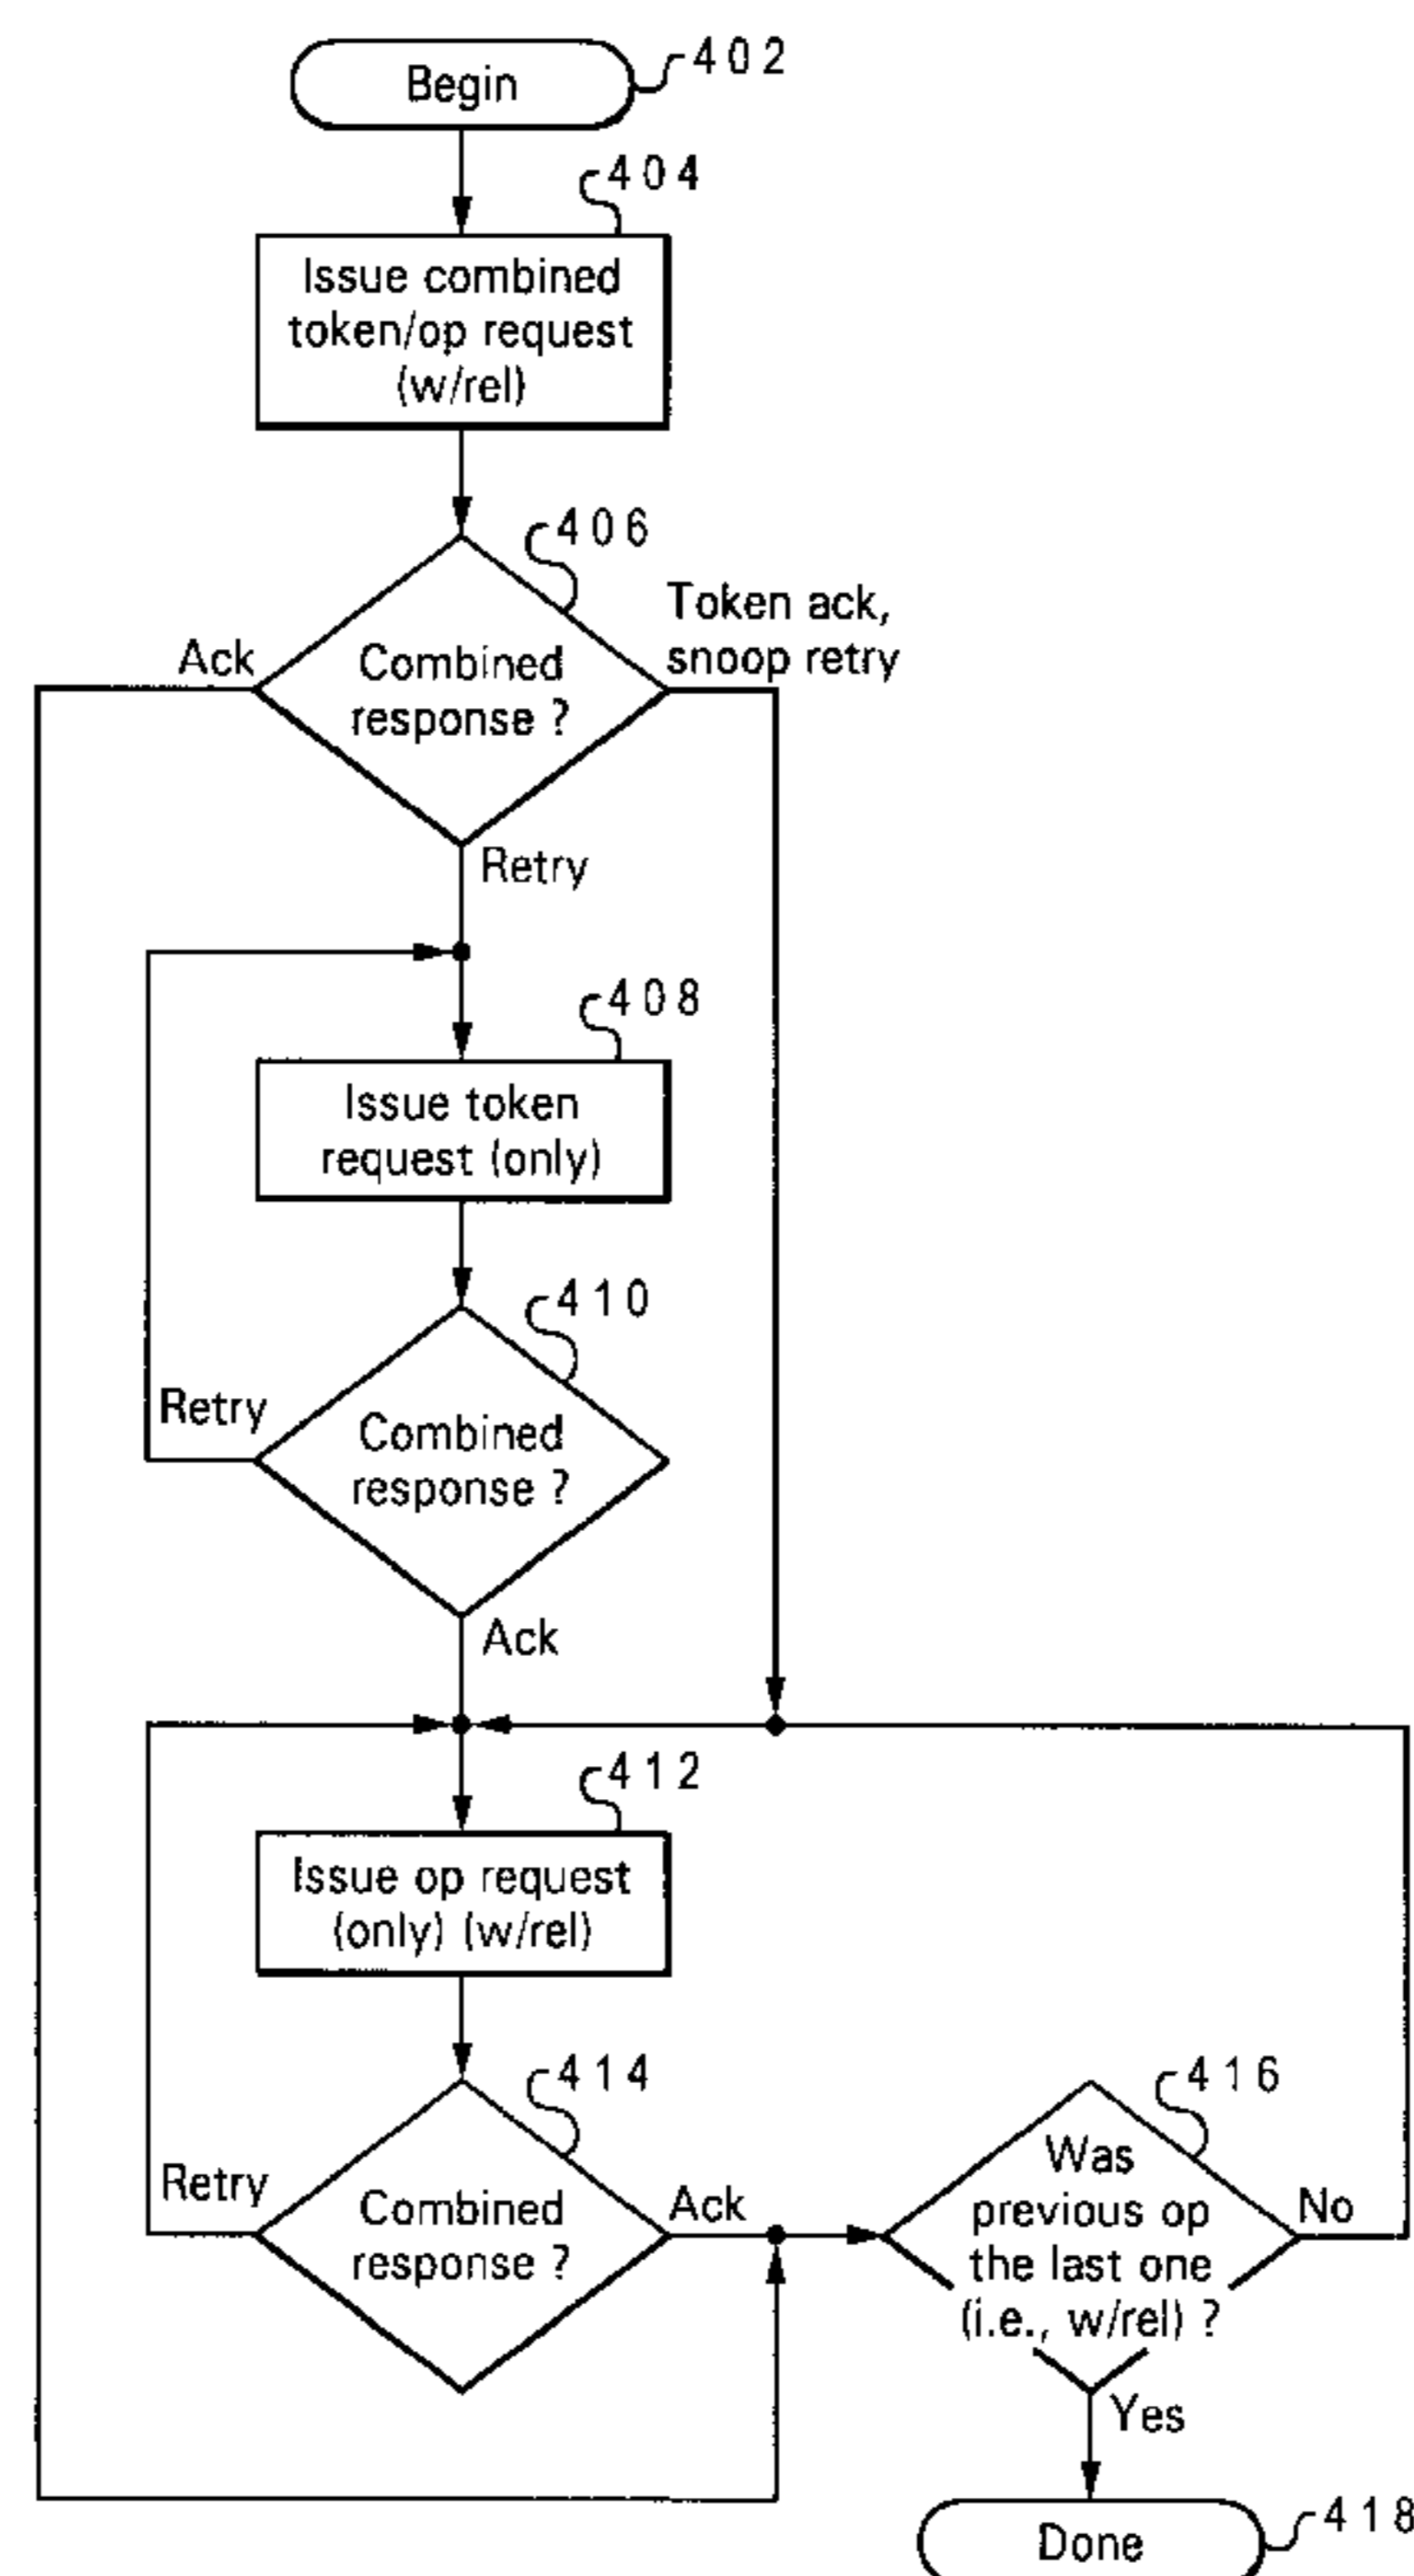 Begin
402
404
Issue combined
token/op request
(w/rel)
406
Token ack,
snoop retry
Ack
Combined
response ?
Retry
408
Issue token
request (only)
410
Retry
Combined
response ?
Ack
412
Issue op request
(only) (w/rel)
414
Retry
Combined
response ?
Ack
416
Was
previous op
the last one
(i.e., w/rel) ?
No
Yes
Done
418